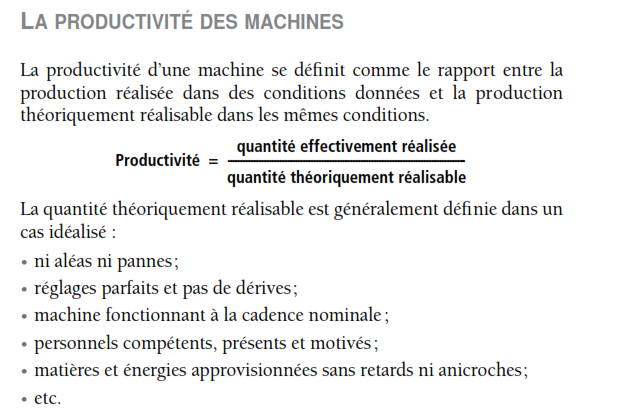 LA PRODUCTIVITÉ DES MACHINES
La productivité d’une machine se définit comme le rapport entre la
production réalisée dans des conditions données et la production
théoriquement réalisable dans les mêmes conditions.
Productivité = quantité effectivement réalisée
quantité théoriquement réalisable
La quantité théoriquement réalisable est généralement définie dans un
cas idéalisé :
• ni aléas ni pannes ;
• réglages parfaits et pas de dérives ;
• machine fonctionnant à la cadence nominale ;
• personnels compétents, présents et motivés ;
• matières et énergies approvisionnées sans retards ni anicroches ;
• etc.